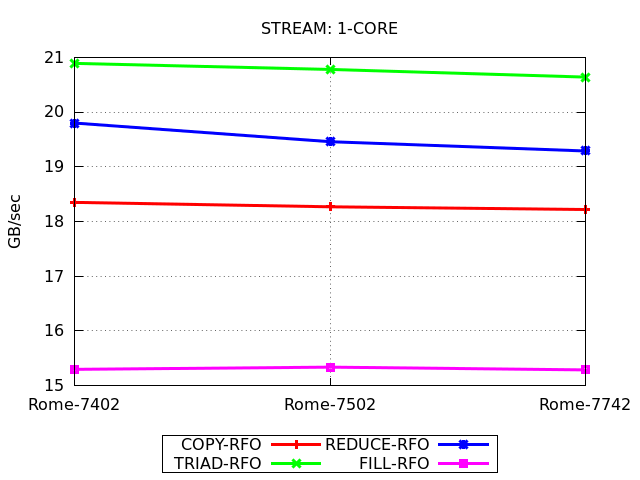 STREAM: 1-CORE
21
20
19
18
17
16
15
GB/sec
Rome-7402 Rome-7502 Rome-7742
COPY-RFO REDUCE-RFO
TRIAD-RFO FILL-RFO